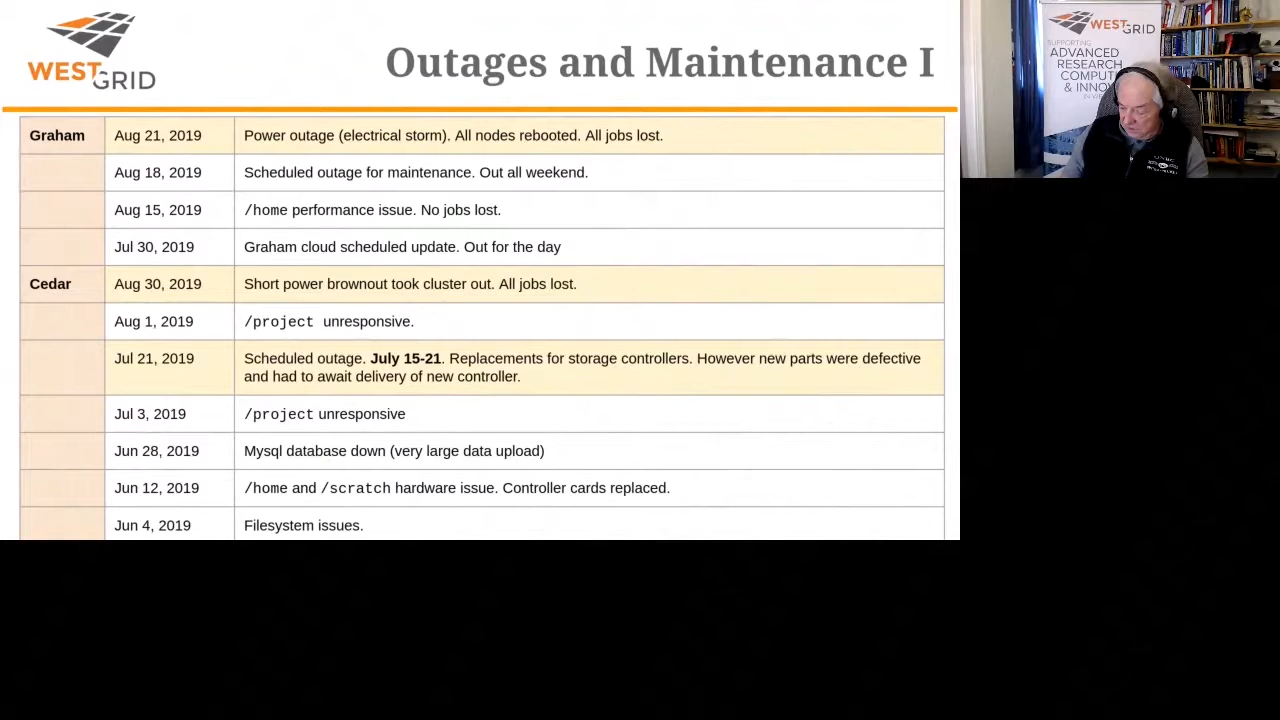 WESTGRID
Outages and Maintenance I
Graham Aug 21, 2019 Power outage (electrical storm). All nodes rebooted. All jobs lost.
Aug 18, 2019 Scheduled outage for maintenance. Out all weekend.
Aug 15, 2019 /home performance issue. No jobs lost.
Jul 30, 2019 Graham cloud scheduled update. Out for the day
Cedar Aug 30, 2019 Short power brownout took cluster out. All jobs lost.
Aug 1, 2019 /project unresponsive.
Jul 21, 2019 Scheduled outage. July 15-21. Replacements for storage controllers. However new parts were defective
and had to await delivery of new controller.
Jul 3, 2019 /project unresponsive
Jun 28, 2019 Mysql database down (very large data upload)
Jun 12, 2019 /home and /scratch hardware issue. Controller cards replaced.
Jun 4, 2019 Filesystem issues.
WESTGRID
SUPPORTING
ADVANCED
RESEARCH
COMPUTI
& INNOV